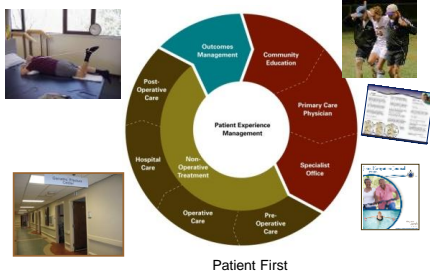 Outcomes
Management
Community
Education
Primary Care
Physician
Specialist
Office
Pre-
Operative
Care
Operative
Care
Hospital
Care
Post-
Operative
Care
Non-
Operative
Treatment
Patient Experience
Management
Patient First